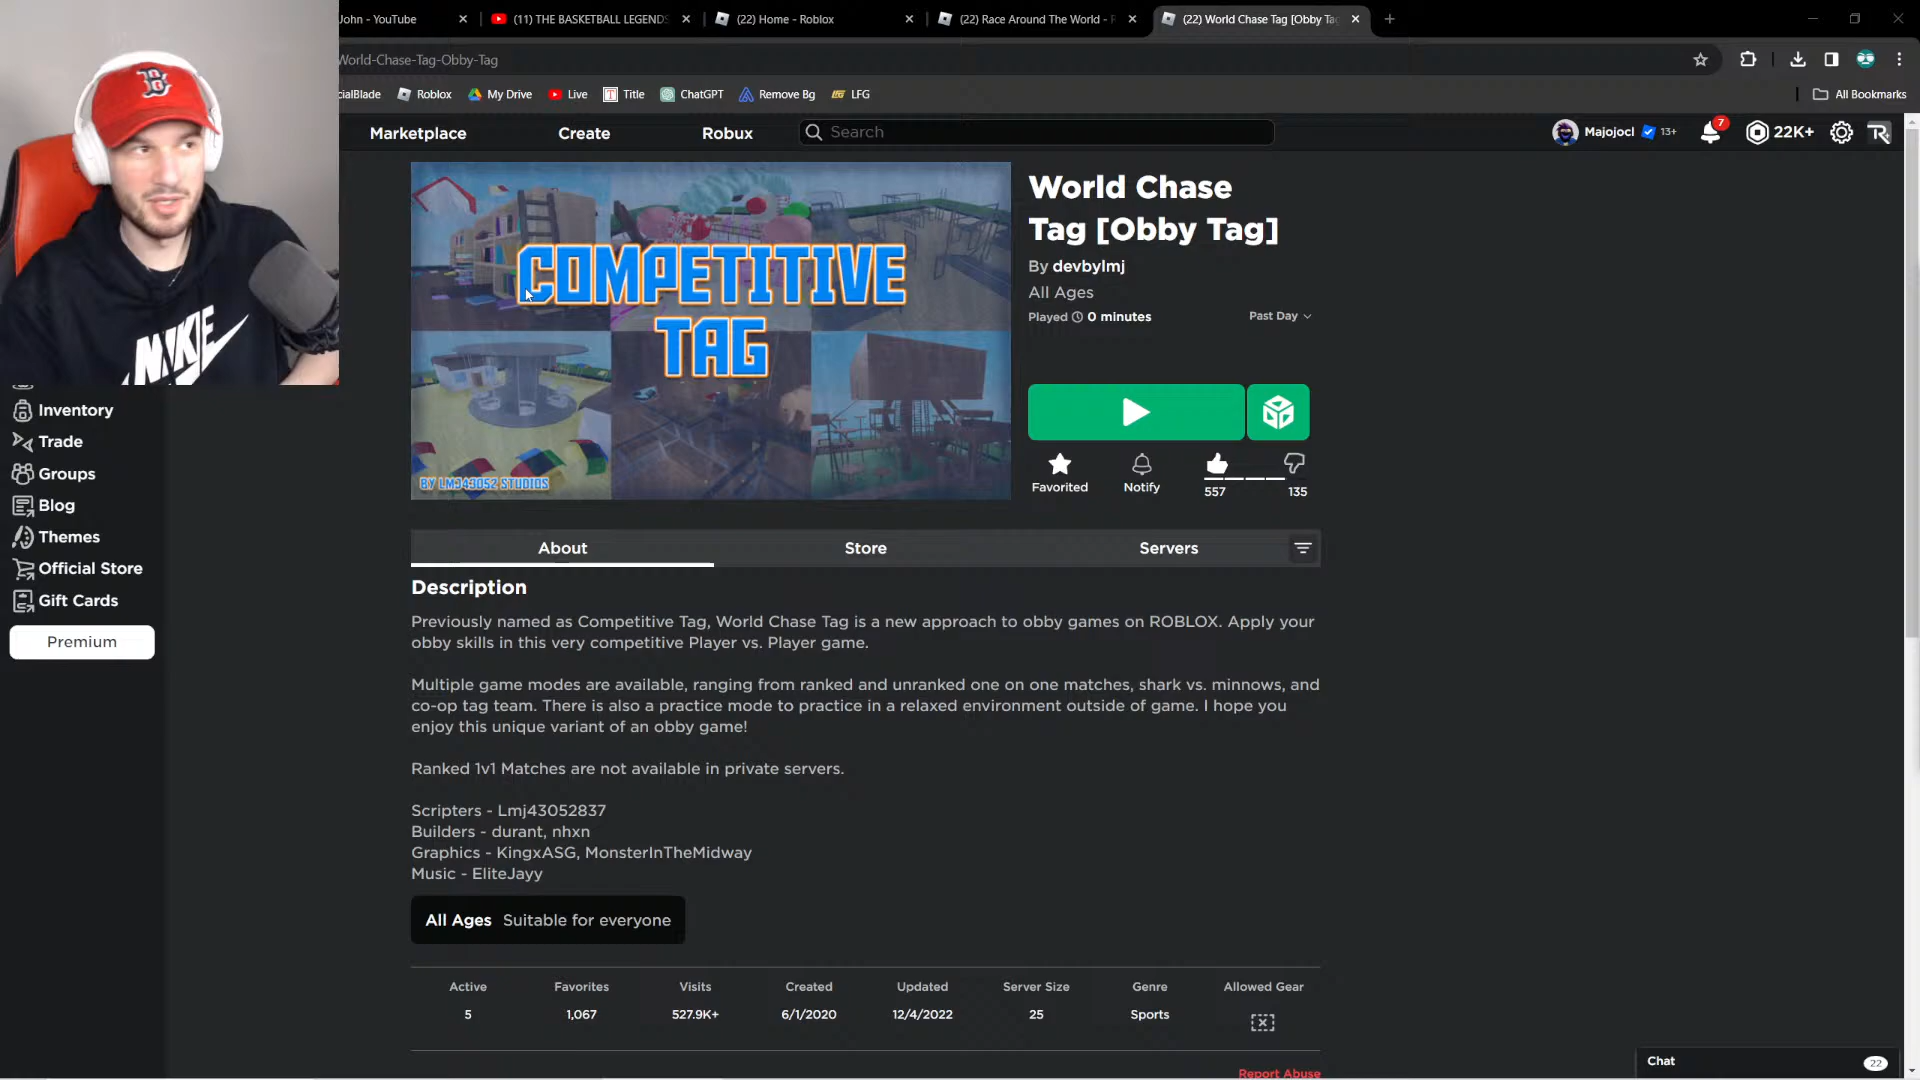 John - YouTube
(11) THE BASKETBALL LEGENDS
(22) Home - Roblox
(22) Race Around The World -
(22) World Chase Tag [Obby Tag
World-Chase-Tag-Obby-Tag
cialBlade
Roblox
My Drive
Live
Title
ChatGPT
Remove Bg
LFG
All Bookmarks
Marketplace
Create
Robux
Search
Majojocl
13+
7
22K+
B
NIKE
Inventory
Trade
Groups
Blog
Themes
Official Store
Gift Cards
Premium
COMPETITIVE
TAG
BY LMJ43052 STUDIOS
World Chase
Tag [Obby Tag]
By devbylmj
All Ages
Played 0 minutes
Past Day
Favorited
Notify
557
135
About
Store
Servers
Description
Previously named as Competitive Tag, World Chase Tag is a new approach to obby games on ROBLOX. Apply your
obby skills in this very competitive Player vs. Player game.
Multiple game modes are available, ranging from ranked and unranked one on one matches, shark vs. minnows, and
co-op tag team. There is also a practice mode to practice in a relaxed environment outside of game. I hope you
enjoy this unique variant of an obby game!
Ranked 1v1 Matches are not available in private servers.
Scripters - Lmj43052837
Builders - durant, nhxn
Graphics - KingxASG, MonsterInTheMidway
Music - EliteJayy
All Ages Suitable for everyone
Active
Favorites
Visits
Created
Updated
Server Size
Genre
Allowed Gear
5
1,067
527.9K+
6/1/2020
12/4/2022
25
Sports
Report Abuse
Chat
22